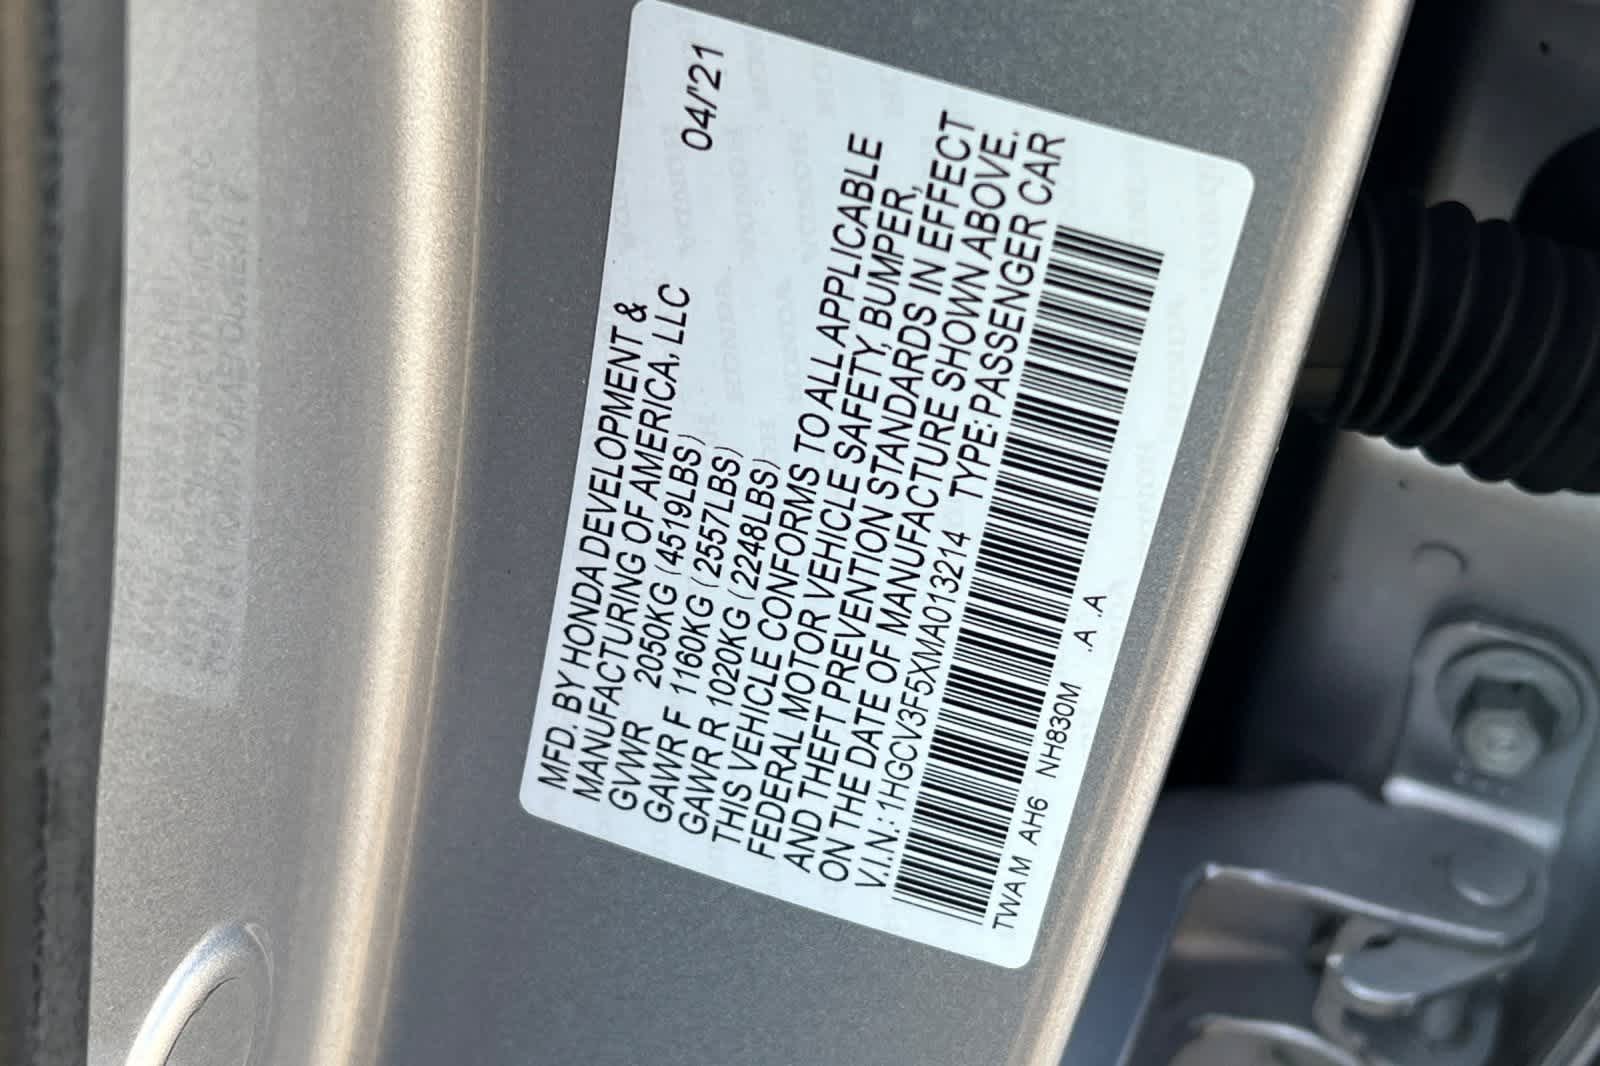 04/'21
MFD. BY HONDA DEVELOPMENT &
MANUFACTURING OF AMERICA, LLC
GVWR 2050KG (4519LBS)
GAWR F 1160KG (2557LBS)
GAWR R 1020KG (2248LBS)
THIS VEHICLE CONFORMS TO ALL APPLICABLE
FEDERAL MOTOR VEHICLE SAFETY, BUMPER,
AND THEFT PREVENTION STANDARDS IN EFFECT
ON THE DATE OF MANUFACTURE SHOWN ABOVE.
V.I.N.: 1HGCV3F5XMA013214 TYPE: PASSENGER CAR
TWAM AH6 NH830M .A .A